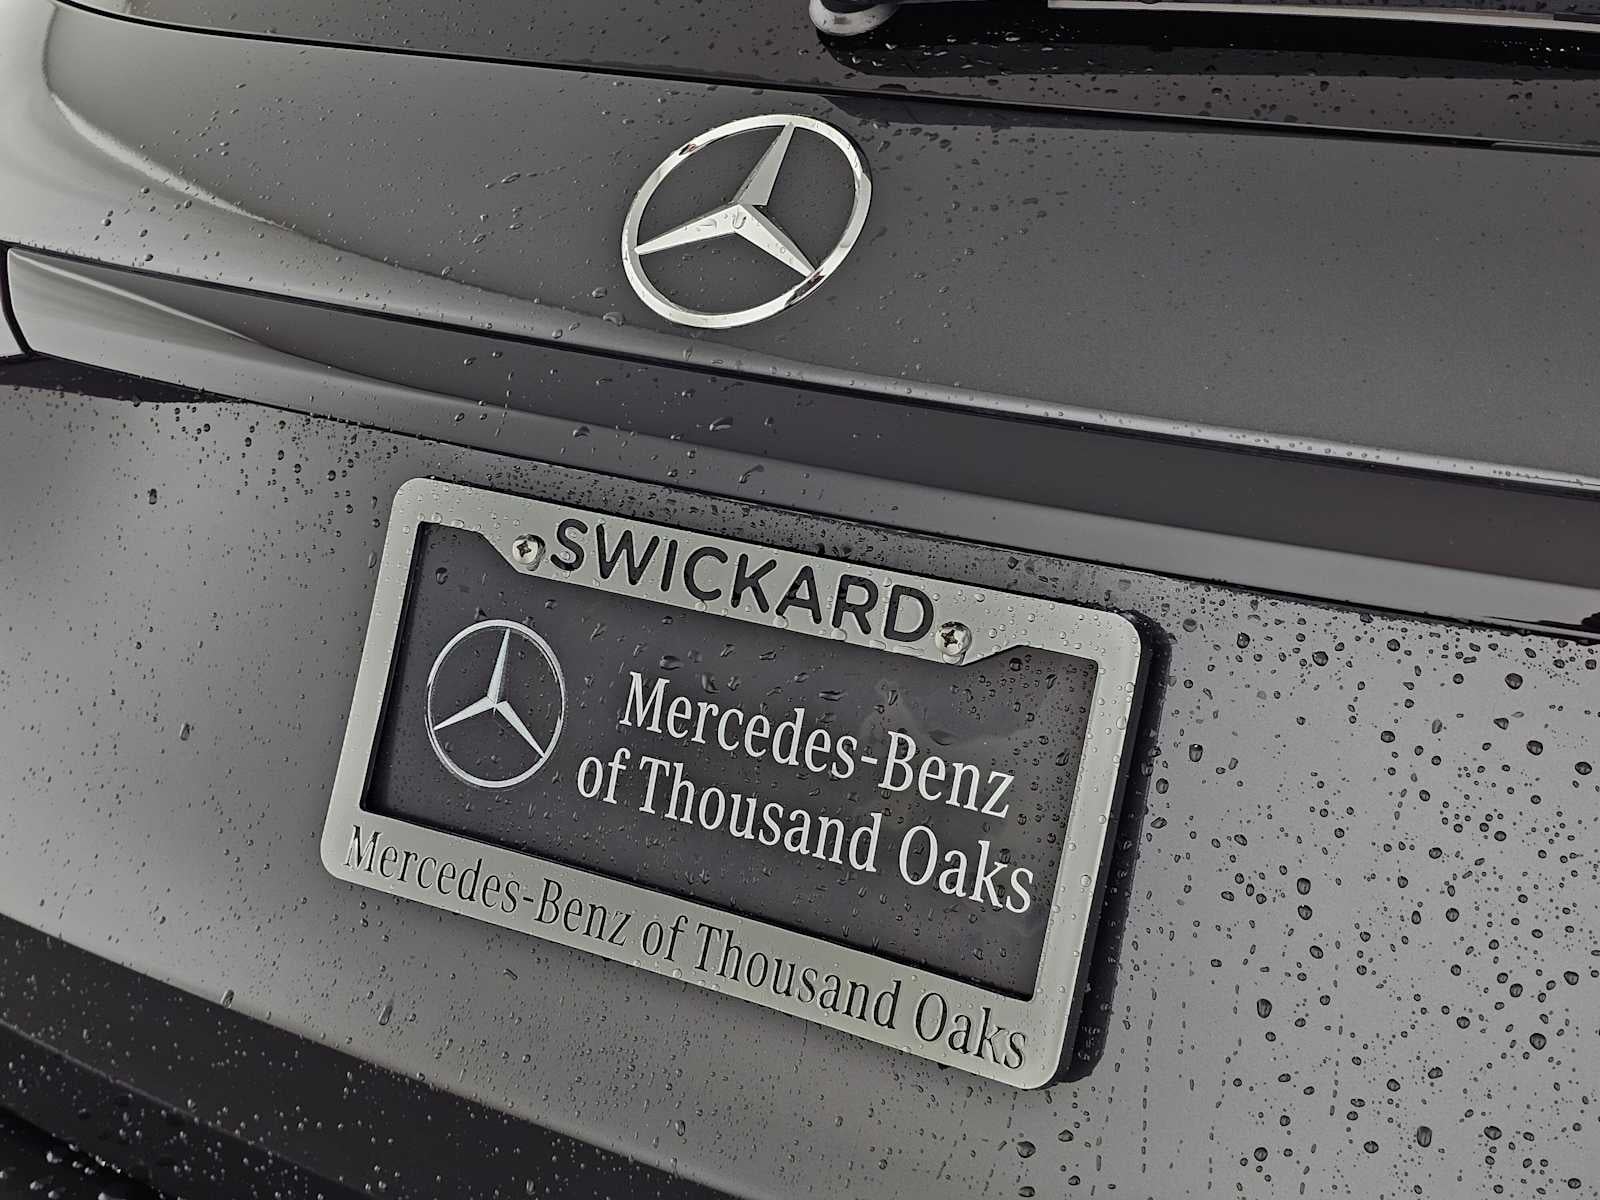 SWICKARD
Mercedes-Benz
of Thousand Oaks
Mercedes-Benz of Thousand Oaks